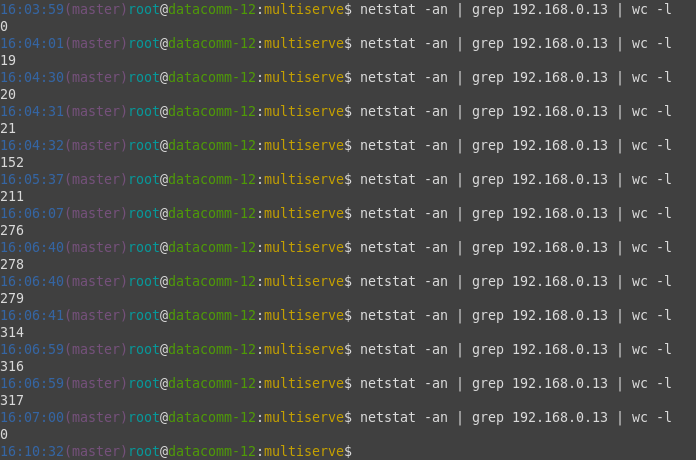 16:03:59(master)root@datacomm-12:multiserve$ netstat -an | grep 192.168.0.13 | wc -l
0
16:04:01(master)root@datacomm-12:multiserve$ netstat -an | grep 192.168.0.13 | wc -l
19
16:04:30(master)root@datacomm-12:multiserve$ netstat -an | grep 192.168.0.13 | wc -l
20
16:04:31(master)root@datacomm-12:multiserve$ netstat -an | grep 192.168.0.13 | wc -l
21
16:04:32(master)root@datacomm-12:multiserve$ netstat -an | grep 192.168.0.13 | wc -l
152
16:05:37(master)root@datacomm-12:multiserve$ netstat -an | grep 192.168.0.13 | wc -l
211
16:06:07(master)root@datacomm-12:multiserve$ netstat -an | grep 192.168.0.13 | wc -l
276
16:06:40(master)root@datacomm-12:multiserve$ netstat -an | grep 192.168.0.13 | wc -l
278
16:06:40(master)root@datacomm-12:multiserve$ netstat -an | grep 192.168.0.13 | wc -l
279
16:06:41(master)root@datacomm-12:multiserve$ netstat -an | grep 192.168.0.13 | wc -l
314
16:06:59(master)root@datacomm-12:multiserve$ netstat -an | grep 192.168.0.13 | wc -l
316
16:06:59(master)root@datacomm-12:multiserve$ netstat -an | grep 192.168.0.13 | wc -l
317
16:07:00(master)root@datacomm-12:multiserve$ netstat -an | grep 192.168.0.13 | wc -l
0
16:10:32(master)root@datacomm-12:multiserve$